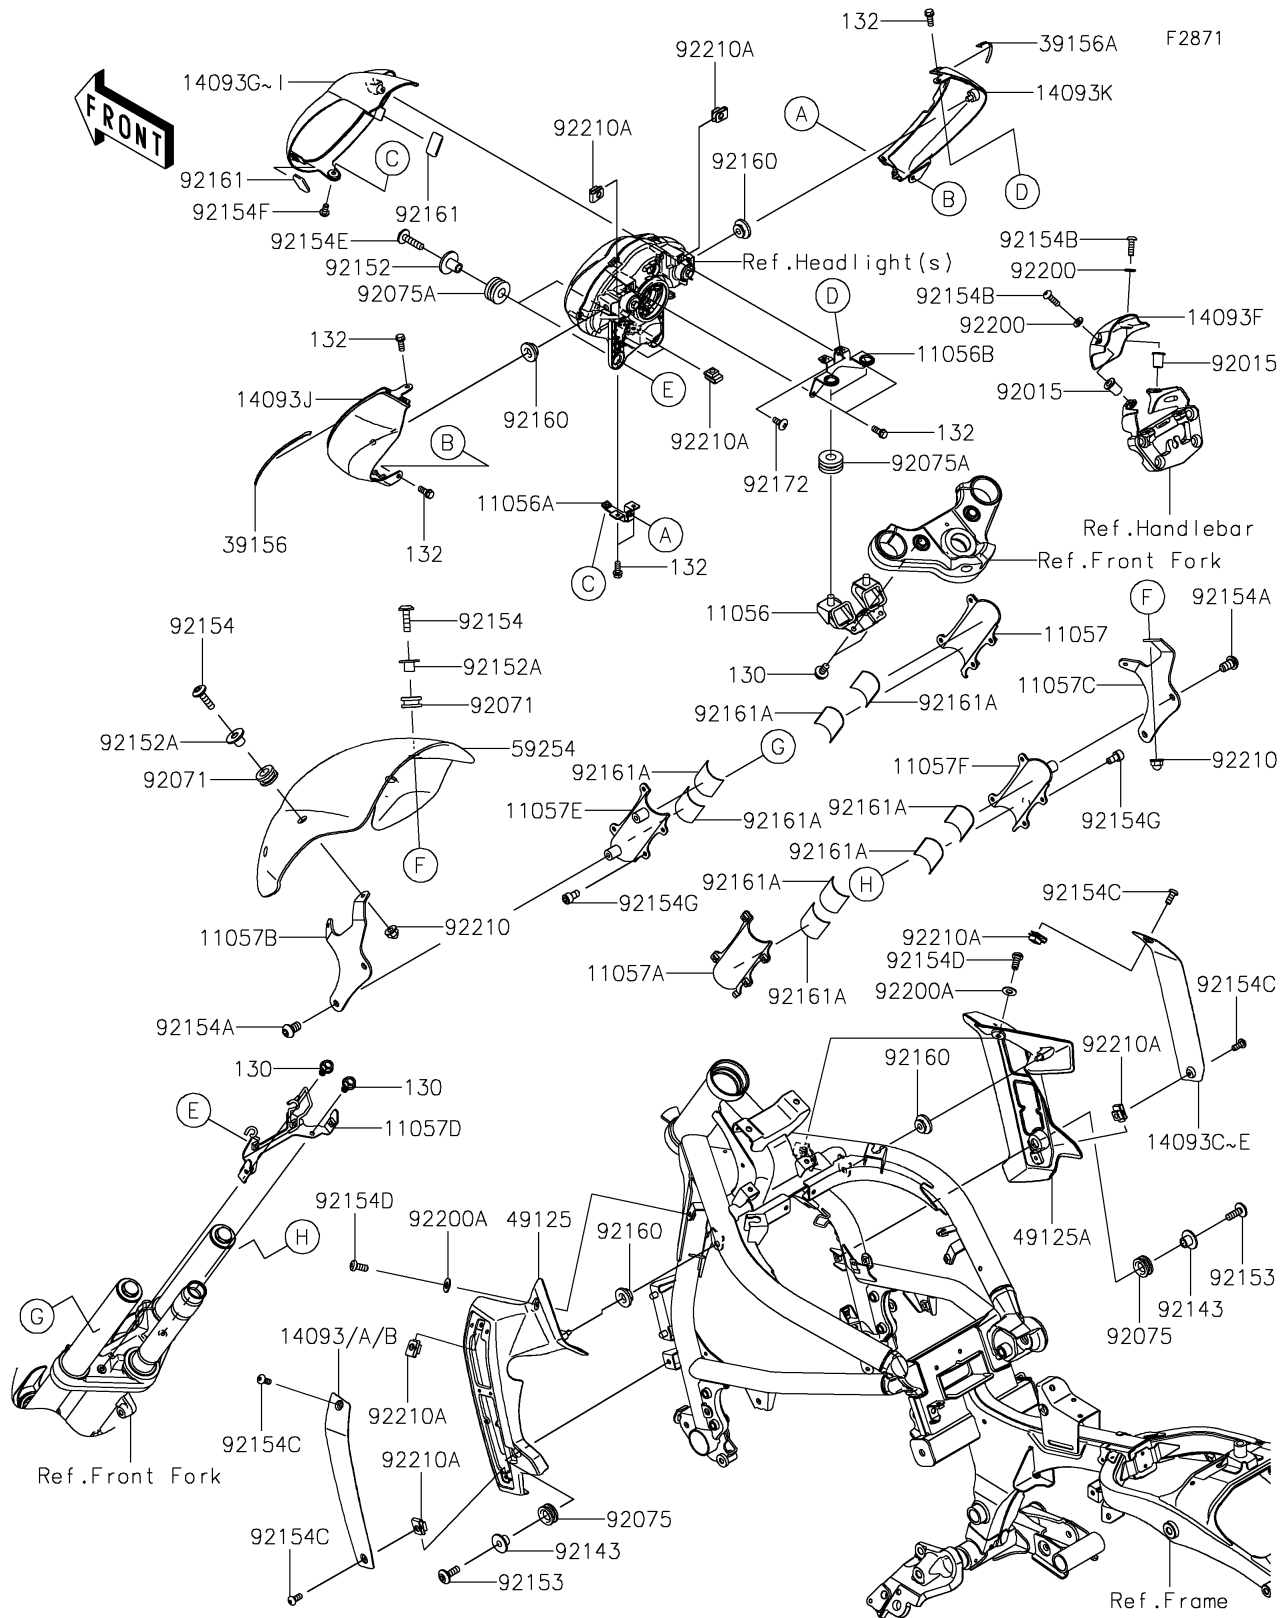 132
39156A
F2871
92210A
14093G~I
14093K
FRONT
A
92210A
92160
C
92161
B
D
92154F
92161
92154E
92154B
92152
Ref.Headlight(s)
92200
92075A
D
92154B
14093F
92200
132
11056B
92015
E
14093J
92015
92160
92210A
132
B
92075A
92172
11056A
A
Ref.Handlebar
39156
132
132
Ref.Front Fork
C
F
92154A
11056
92154
92154
11057
92152A
130
11057C
92071
92161A
92161A
92152A
G
59254
92210
92071
92161A
11057F
11057E
92161A
92161A
92154G
F
92161A
92161A
H
92154C
92154G
92210
92210A
11057B
92154D
11057A
92154C
92200A
92161A
92154A
92160
92210A
130
130
E
11057D
14093C~E
92154D
92200A
49125
92160
H
49125A
92153
G
92143
14093/A/B
92075
92210A
92154C
92210A
Ref.Front Fork
92075
92154C
92143
92153
Ref.Frame